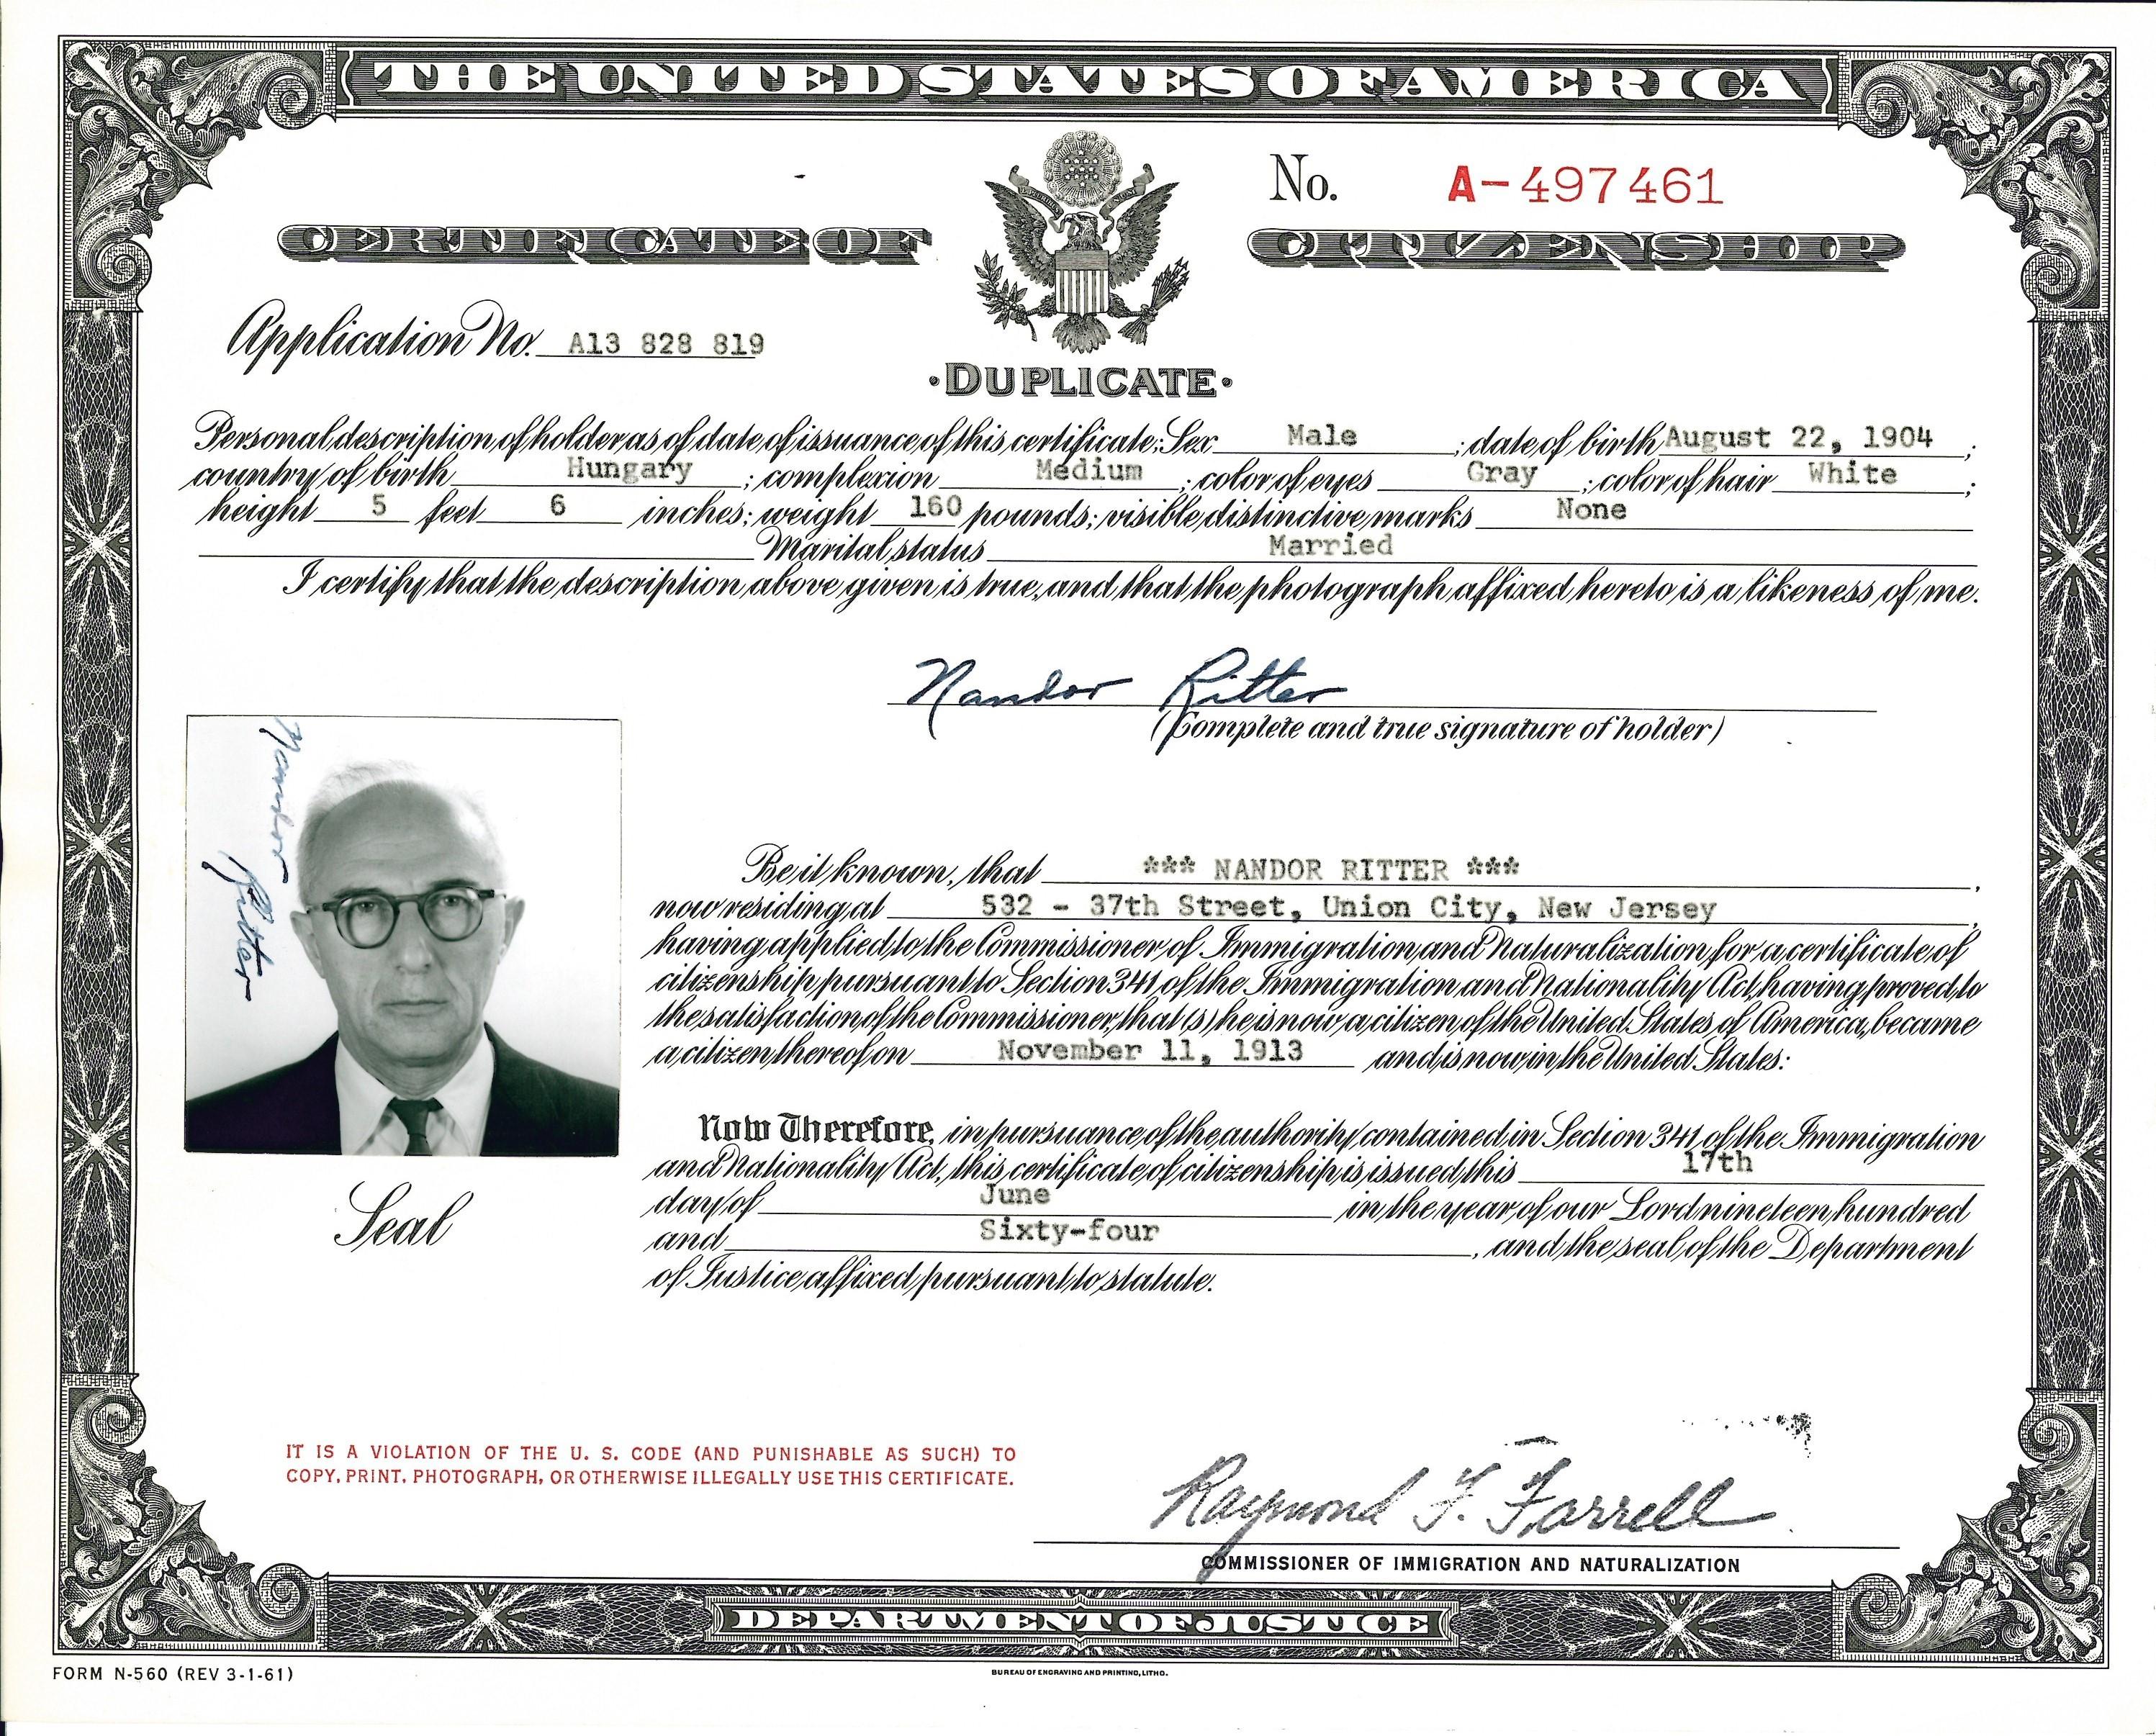 THE UNITED STATES OF AMERICA
No. A-497461
CERTIFICATE OF CITIZENSHIP
Application No. A13 828 819
·DUPLICATE·
Personal description of holder as of date of issuance of this certificate: Sex Male ; date of birth August 22, 1904 ;
country of birth Hungary ; complexion Medium ; color of eyes Gray ; color of hair White ;
height 5 feet 6 inches; weight 160 pounds; visible distinctive marks None
Marital status Married
I certify that the description above given is true, and that the photograph affixed hereto is a likeness of me.
Nandor Ritter
(Complete and true signature of holder)
Nandor Ritter
Be it known, that *** NANDOR RITTER *** ,
now residing at 532 - 37th Street, Union City, New Jersey ,
having applied to the Commissioner of Immigration and Naturalization for a certificate of
citizenship pursuant to Section 341 of the Immigration and Nationality Act, having proved to
the satisfaction of the Commissioner, that (s)he is now a citizen of the United States of America, became
a citizen thereof on November 11, 1913 and is now in the United States:
Now Therefore, in pursuance of the authority contained in Section 341 of the Immigration
and Nationality Act, this certificate of citizenship is issued this 17th
day of June in the year of our Lord nineteen hundred
and Sixty-four , and the seal of the Department
of Justice affixed pursuant to statute.
Seal
IT IS A VIOLATION OF THE U. S. CODE (AND PUNISHABLE AS SUCH) TO
COPY, PRINT, PHOTOGRAPH, OR OTHERWISE ILLEGALLY USE THIS CERTIFICATE.
Raymond F. Farrell
COMMISSIONER OF IMMIGRATION AND NATURALIZATION
DEPARTMENT OF JUSTICE
FORM N-560 (REV 3-1-61)
BUREAU OF ENGRAVING AND PRINTING, LITHO.